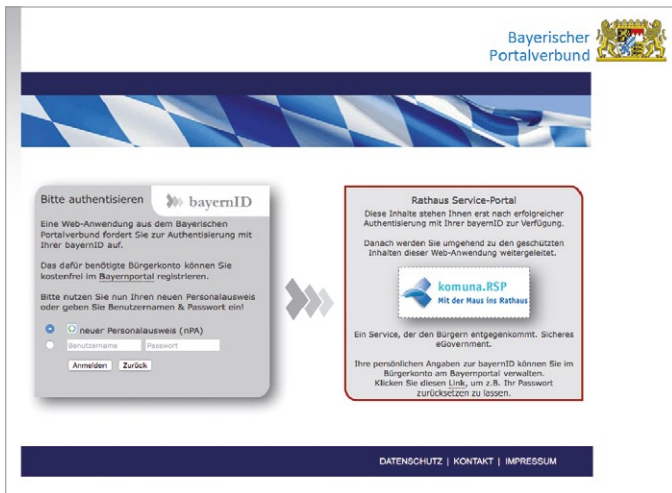 Bayerischer
Portalverbund
Bitte authentisieren
bayernID
Eine Web-Anwendung aus dem Bayerischen
Portalverbund fordert Sie zur Authentisierung mit
Ihrer bayernID auf.
Das dafür benötigte Bürgerkonto können Sie
kostenfrei im Bayernportal registrieren.
Bitte nutzen Sie nun Ihren neuen Personalausweis
oder geben Sie Benutzernamen & Passwort ein!
neuer Personalausweis (nPA)
Benutzername Passwort
Anmelden Zurück
Rathaus Service-Portal
Diese Inhalte stehen Ihnen erst nach erfolgreicher
Authentisierung mit Ihrer bayernID zur Verfügung.
Danach werden Sie umgehend zu den geschützten
Inhalten dieser Web-Anwendung weitergeleitet.
komuna.RSP
Mit der Maus ins Rathaus
Ein Service, der den Bürgern entgegenkommt. Sicheres
eGovernment.
Ihre persönlichen Angaben zur bayernID können Sie im
Bürgerkonto am Bayernportal verwalten.
Klicken Sie diesen Link, um z.B. Ihr Passwort
zurücksetzen zu lassen.
DATENSCHUTZ | KONTAKT | IMPRESSUM